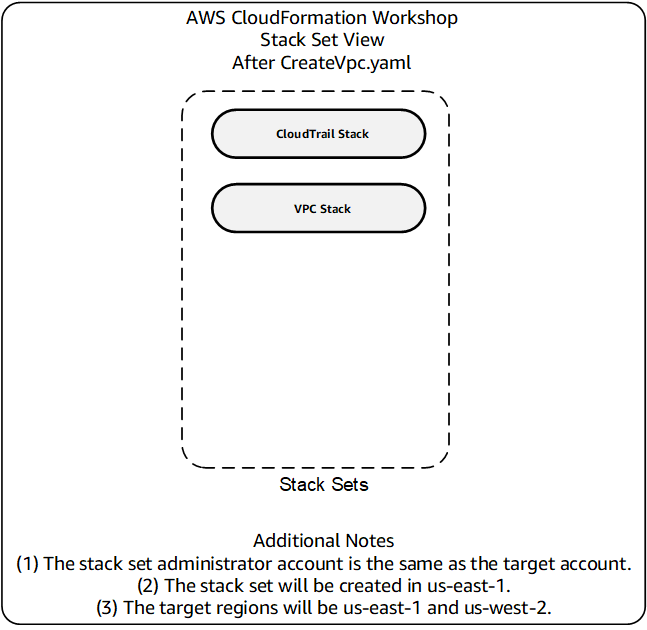 AWS CloudFormation Workshop
Stack Set View
After CreateVpc.yaml
CloudTrail Stack
VPC Stack
Stack Sets
Additional Notes
(1) The stack set administrator account is the same as the target account.
(2) The stack set will be created in us-east-1.
(3) The target regions will be us-east-1 and us-west-2.